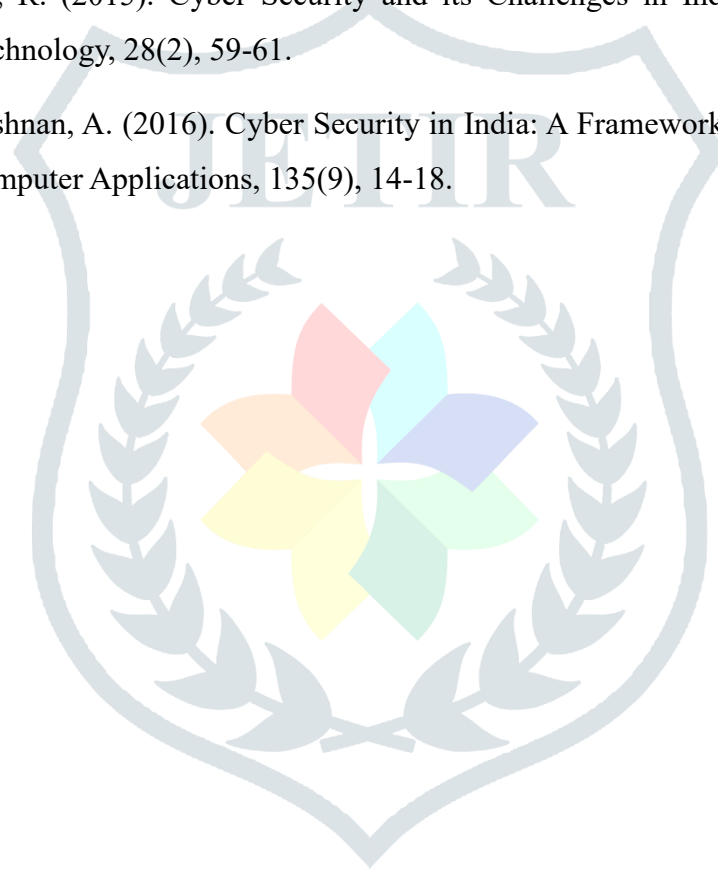 R. (2015). Cyber Security and its Challenges in
chnology, 28(2), 59-61.
shnan, A. (2016). Cyber Security in India: A Framework
mputer Applications, 135(9), 14-18.
JETIR